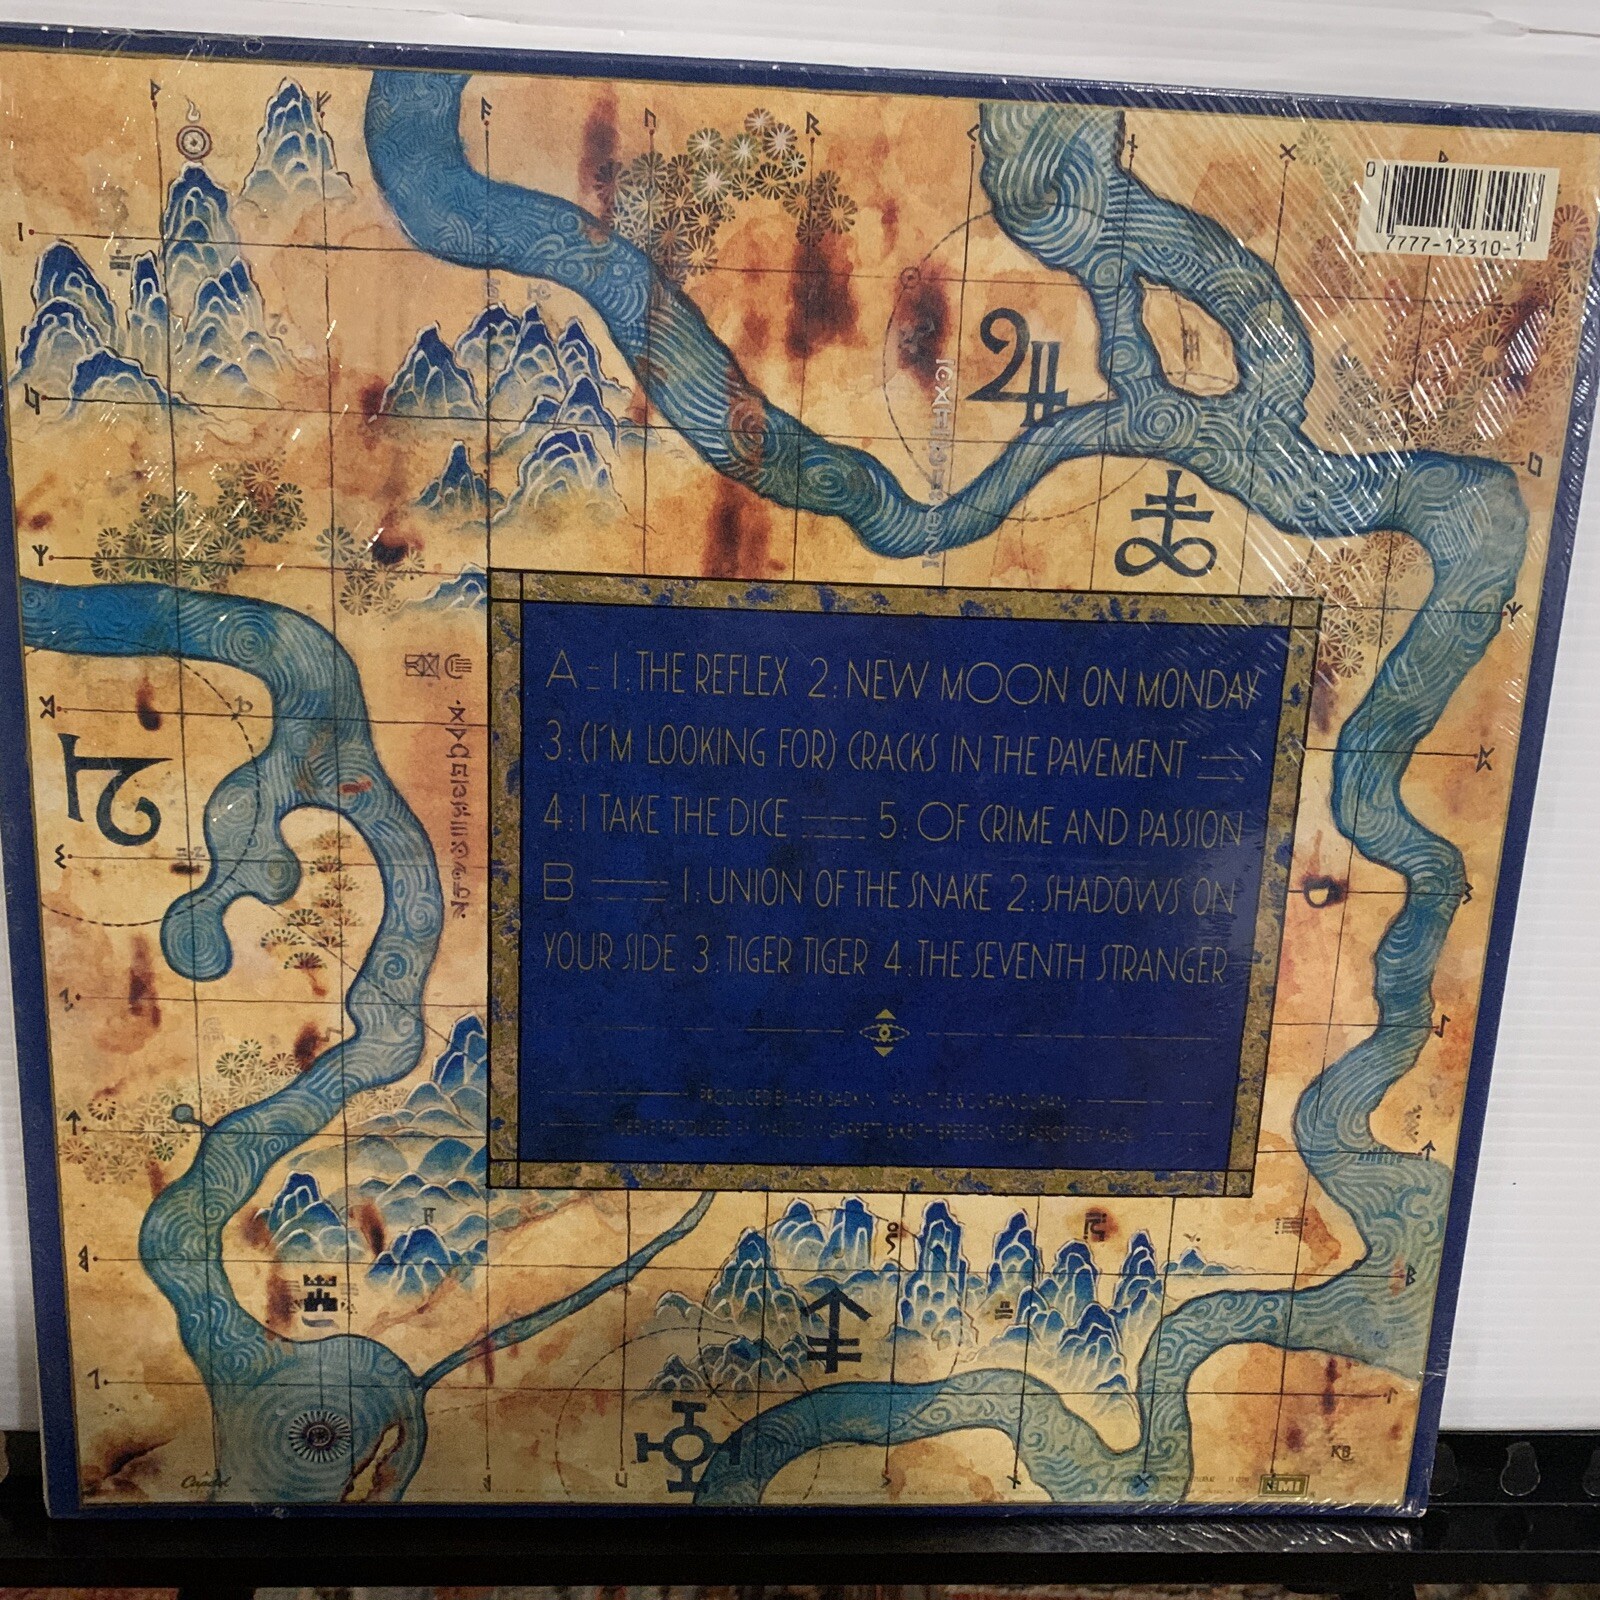 0
7777-12310-1
A = 1: THE REFLEX 2: NEW MOON ON MONDAY
3: (I'M LOOKING FOR) CRACKS IN THE PAVEMENT
4: I TAKE THE DICE 5: OF CRIME AND PASSION
B 1: UNION OF THE SNAKE 2: SHADOWS ON
YOUR SIDE 3: TIGER TIGER 4: THE SEVENTH STRANGER
PRODUCED BY ALEX SADKIN, IAN LITTLE & DURAN DURAN
SLEEVE PRODUCED BY MALCOLM GARRETT & KEITH BREEDEN FOR ASSORTED
KB
Capitol
EMI